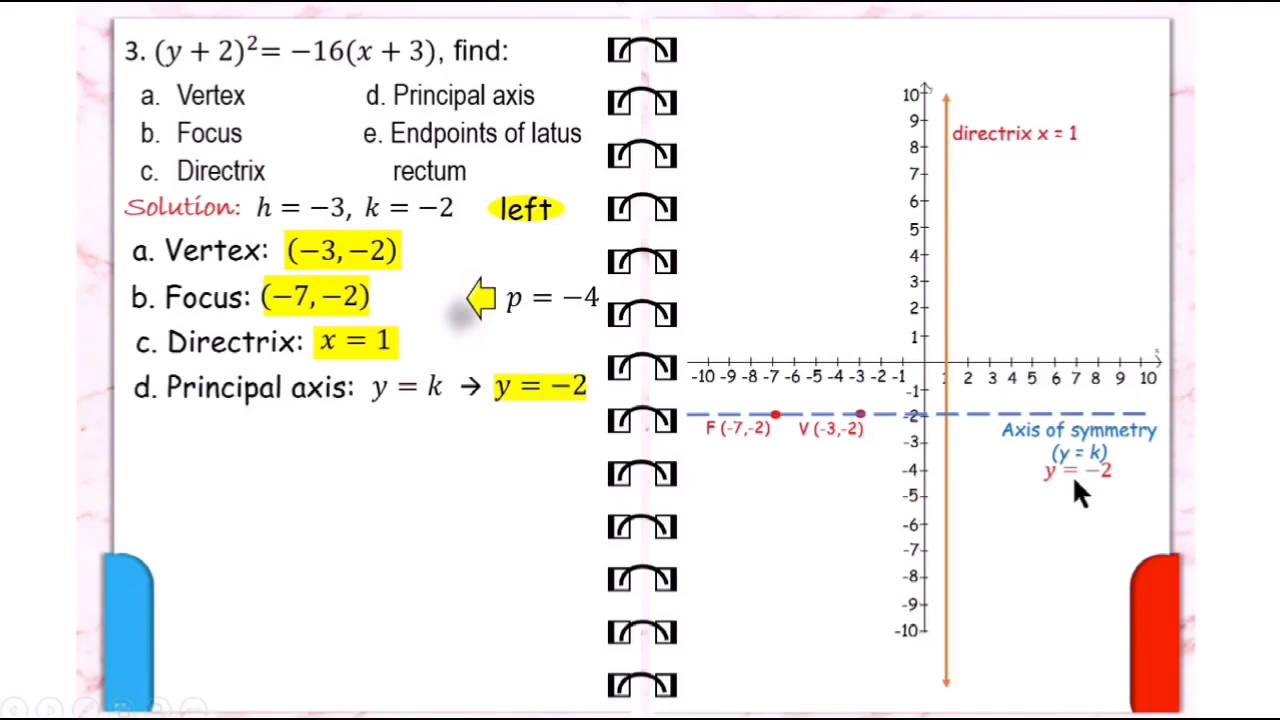 3. (y + 2)²= −16(x + 3), find:
a. Vertex
d. Principal axis
b. Focus
e. Endpoints of latus
c. Directrix
rectum
Solution: h = −3, k = −2 left
a. Vertex: (−3, −2)
b. Focus: (−7, −2)
p = −4
c. Directrix: x = 1
d. Principal axis: y = k → y = −2
y
10
9
directrix x = 1
8
7
6
5
4
3
2
1
x
-10 -9 -8 -7 -6 -5 -4 -3 -2 -1 1 2 3 4 5 6 7 8 9 10
-1
-2
F (-7,-2) V (-3,-2)
Axis of symmetry
-3
(y = k)
-4
y = −2
-5
-6
-7
-8
-9
-10